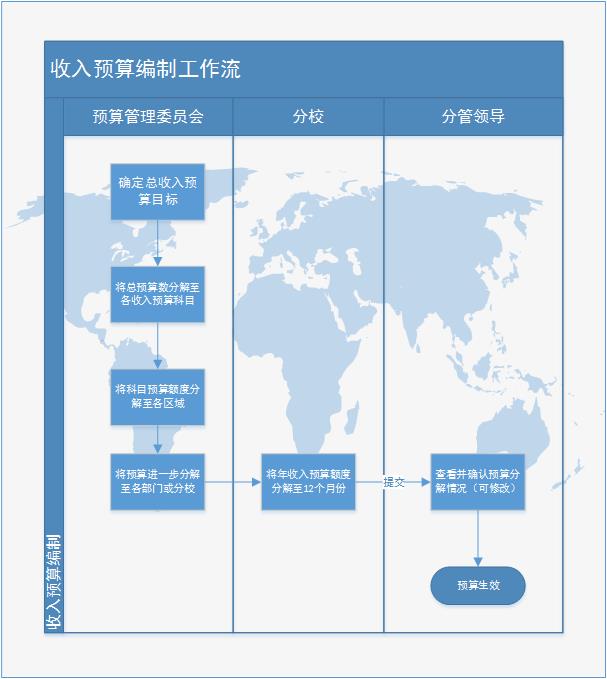 收入预算编制工作流
预算管理委员会
分校
分管领导
确定总收入预
算目标
将总预算数分解至
各收入预算科目
将科目预算额度分
解至各区域
将预算进一步分解
至各部门或分校
将年收入预算额度
分解至12个月份
提交
查看并确认预算分
解情况（可修改）
预算生效
收入预算编制